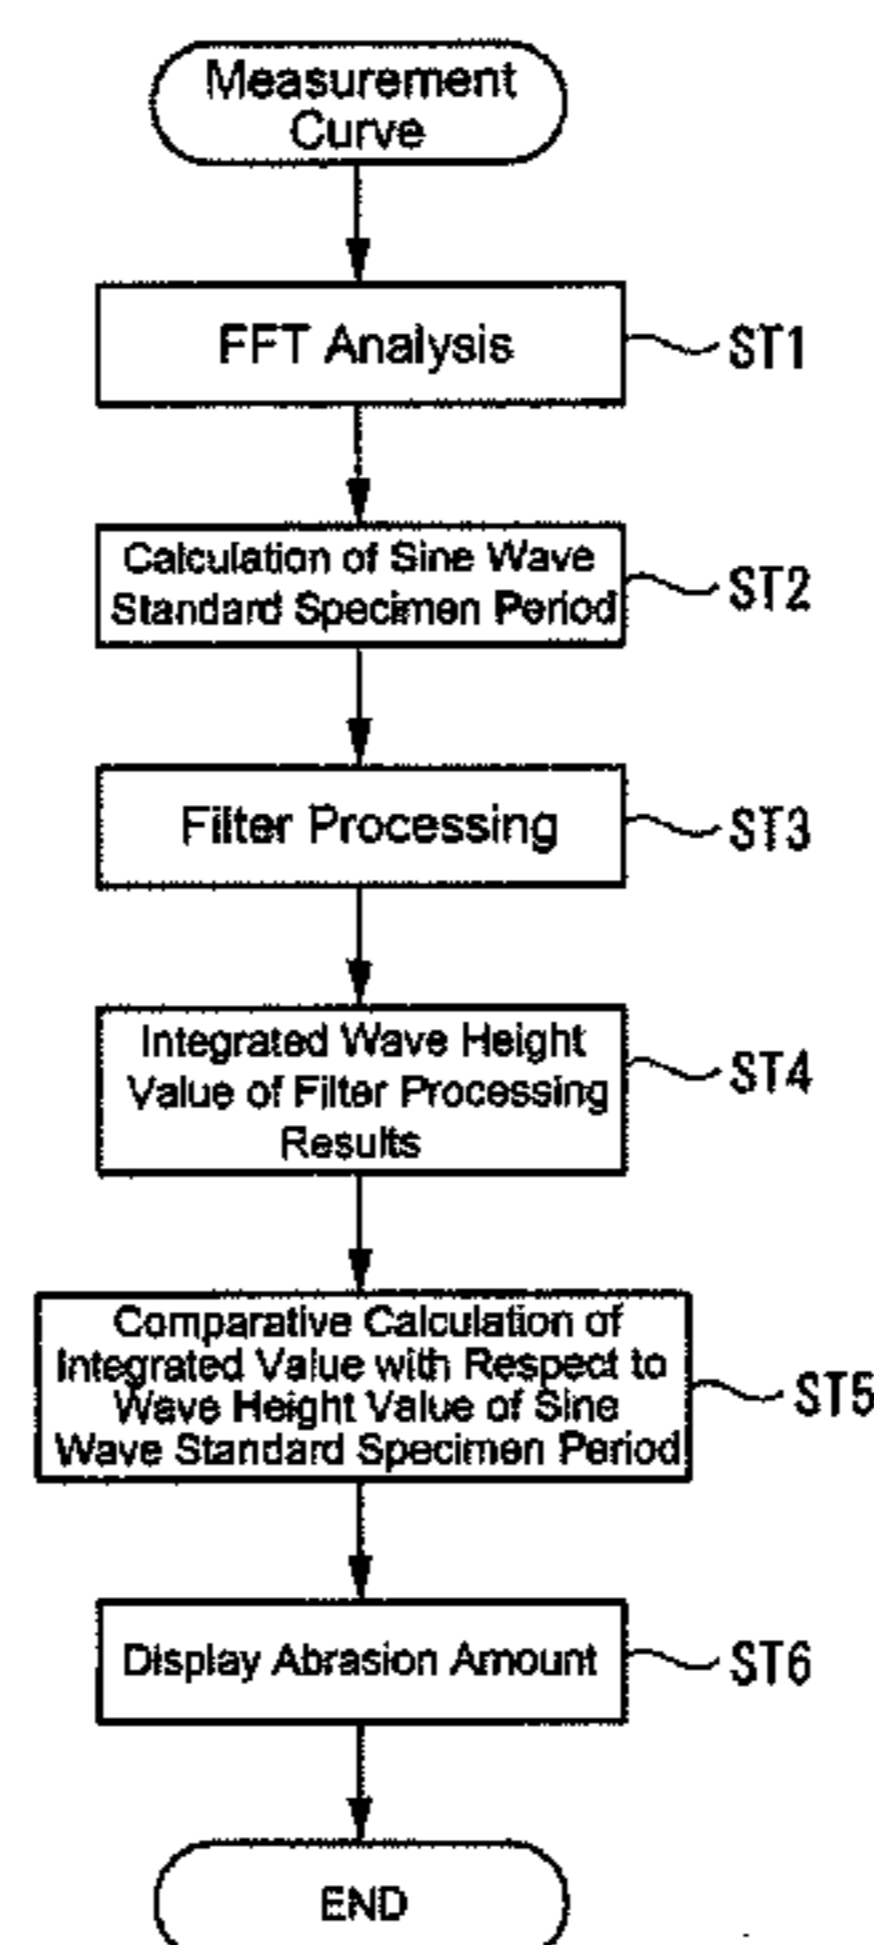 Measurement
Curve
FFT Analysis
ST1
Calculation of Sine Wave
Standard Specimen Period
ST2
Filter Processing
ST3
Integrated Wave Height
Value of Filter Processing
Results
ST4
Comparative Calculation of
Integrated Value with Respect to
Wave Height Value of Sine
Wave Standard Specimen Period
ST5
Display Abrasion Amount
ST6
END